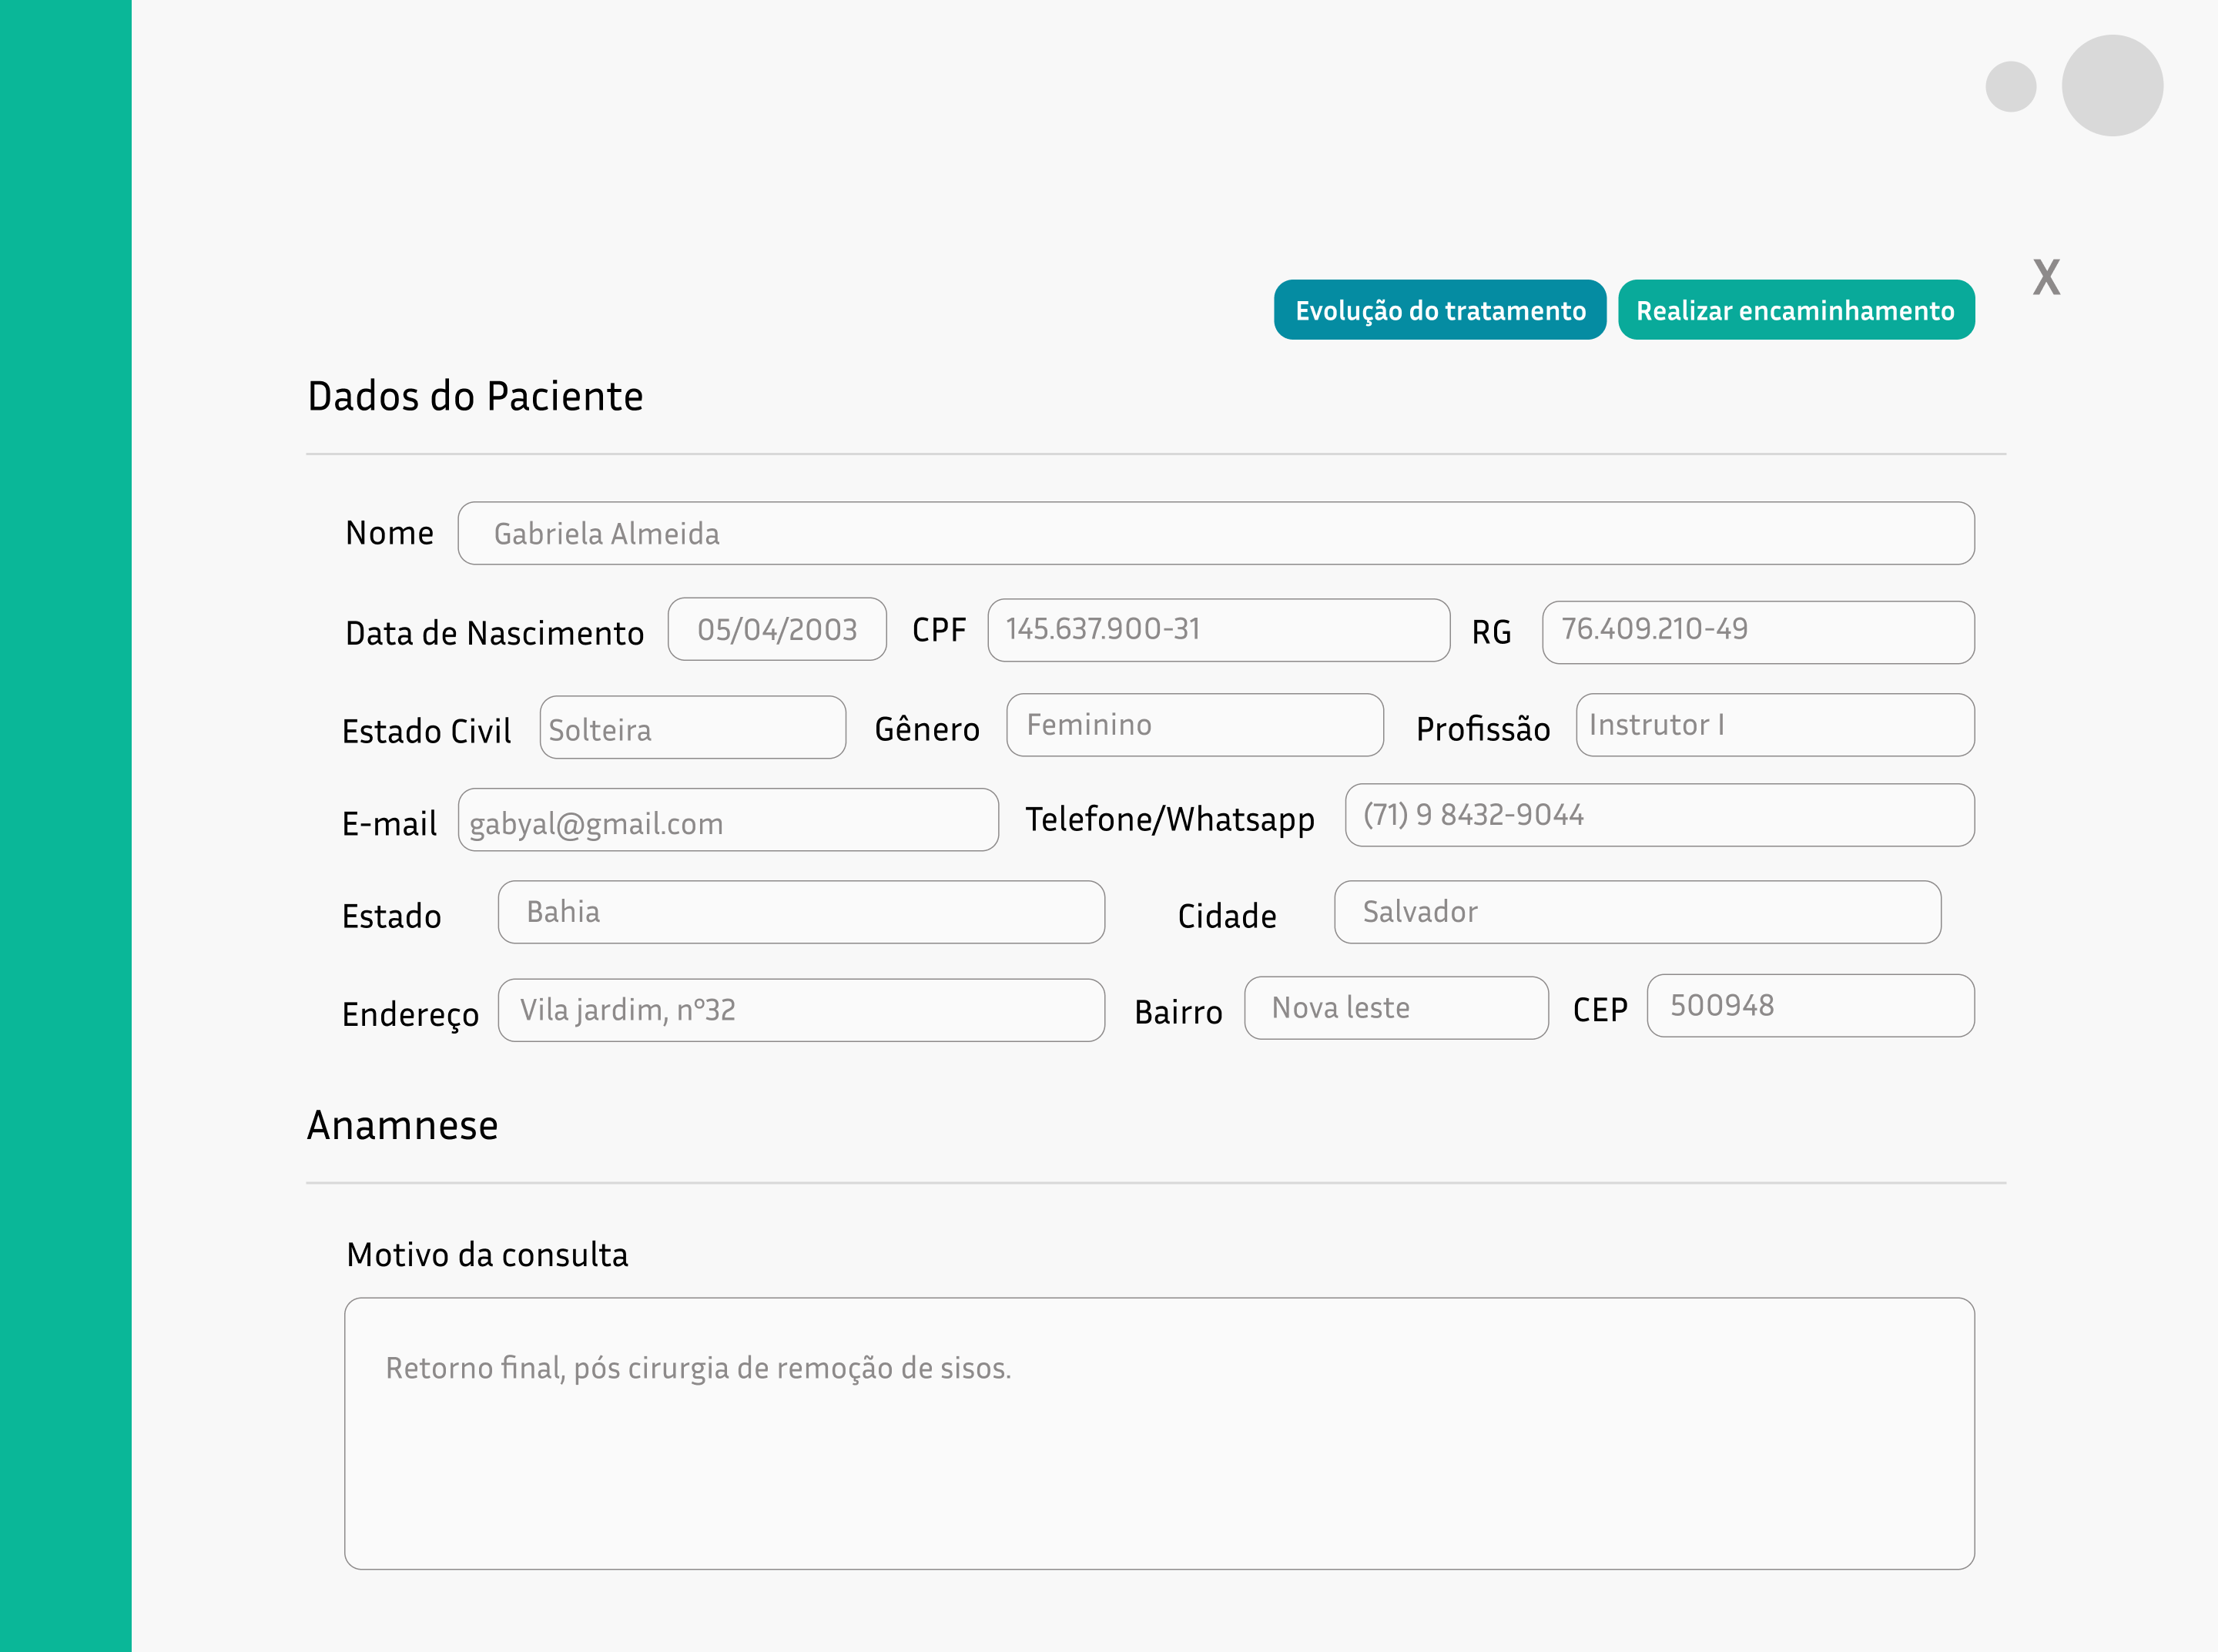 X
Evolução do tratamento Realizar encaminhamento
Dados do Paciente
Nome Gabriela Almeida
Data de Nascimento 05/04/2003 CPF 145.637.900-31 RG 76.409.210-49
Estado Civil Solteira Gênero Feminino Profissão Instrutor I
E-mail gabyal@gmail.com Telefone/Whatsapp (71) 9 8432-9044
Estado Bahia Cidade Salvador
Endereço Vila jardim, nº32 Bairro Nova leste CEP 500948
Anamnese
Motivo da consulta
Retorno final, pós cirurgia de remoção de sisos.